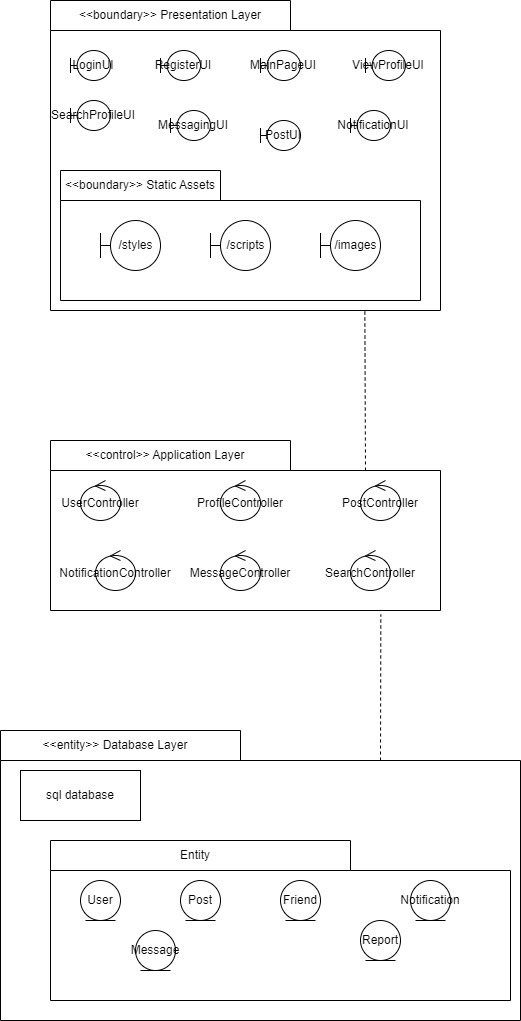 <<boundary>> Presentation Layer
LoginUI
RegisterUI
MainPageUI
ViewProfileUI
SearchProfileUI
MessagingUI
PostUi
NotificationUI
<<boundary>> Static Assets
/styles
/scripts
/images
<<control>> Application Layer
UserController
ProfleController
PostController
NotificationController
MessageController
SearchController
<<entity>> Database Layer
sql database
Entity
User
Post
Friend
Notification
Message
Report